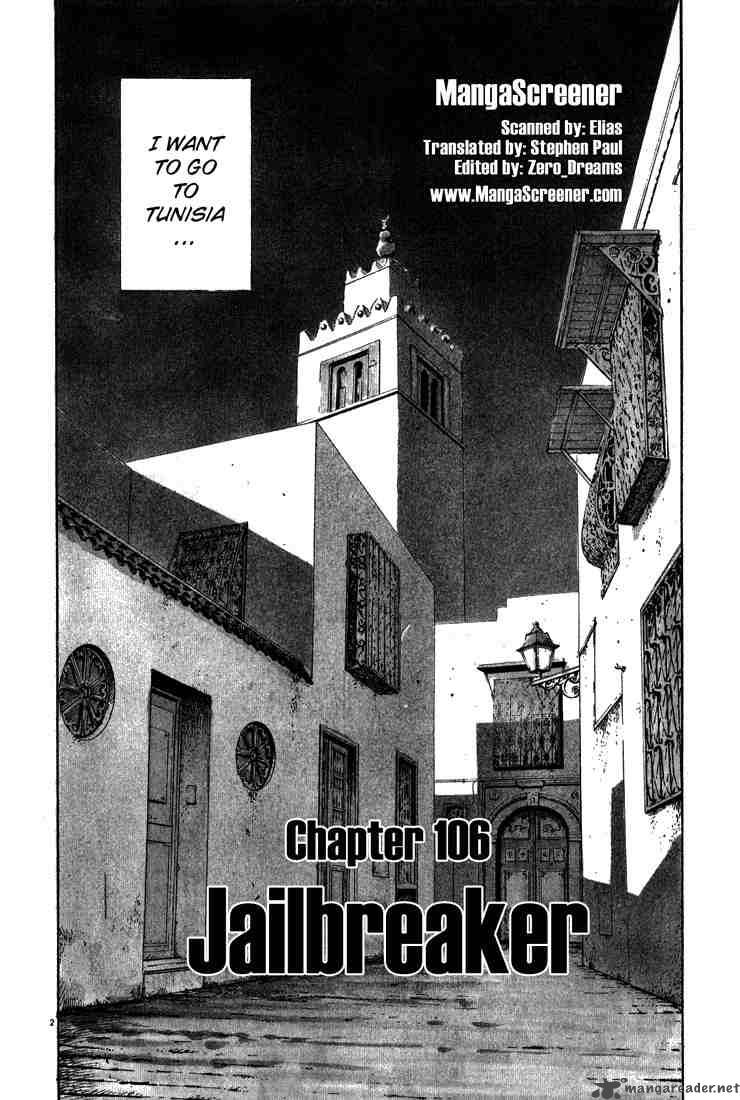 I WANT
TO GO
TO
TUNISIA
...
MangaScreener
Scanned by: Elias
Translated by: Stephen Paul
Edited by: Zero_Dreams
www.MangaScreener.com
Chapter 106
Jailbreaker
2
mangareader.net